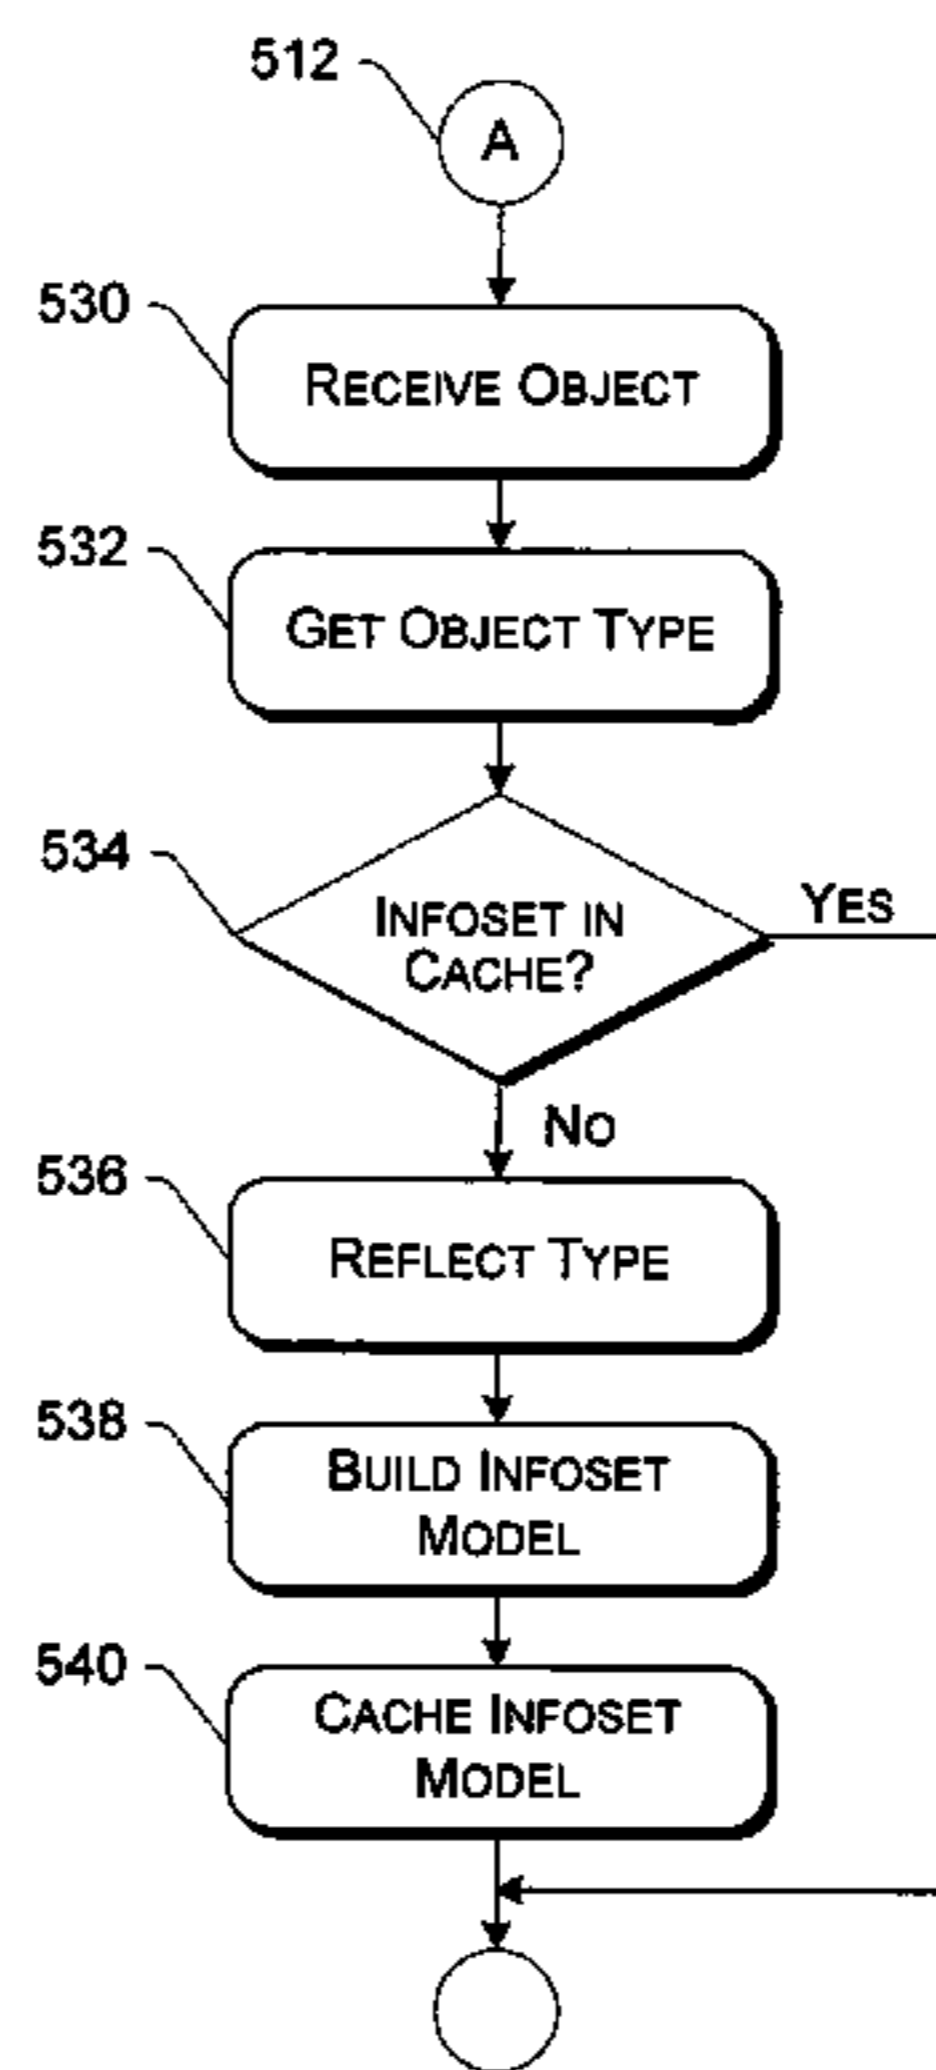 512
A
530
RECEIVE OBJECT
532
GET OBJECT TYPE
534
INFOSET IN
CACHE?
YES
NO
536
REFLECT TYPE
538
BUILD INFOSET
MODEL
540
CACHE INFOSET
MODEL